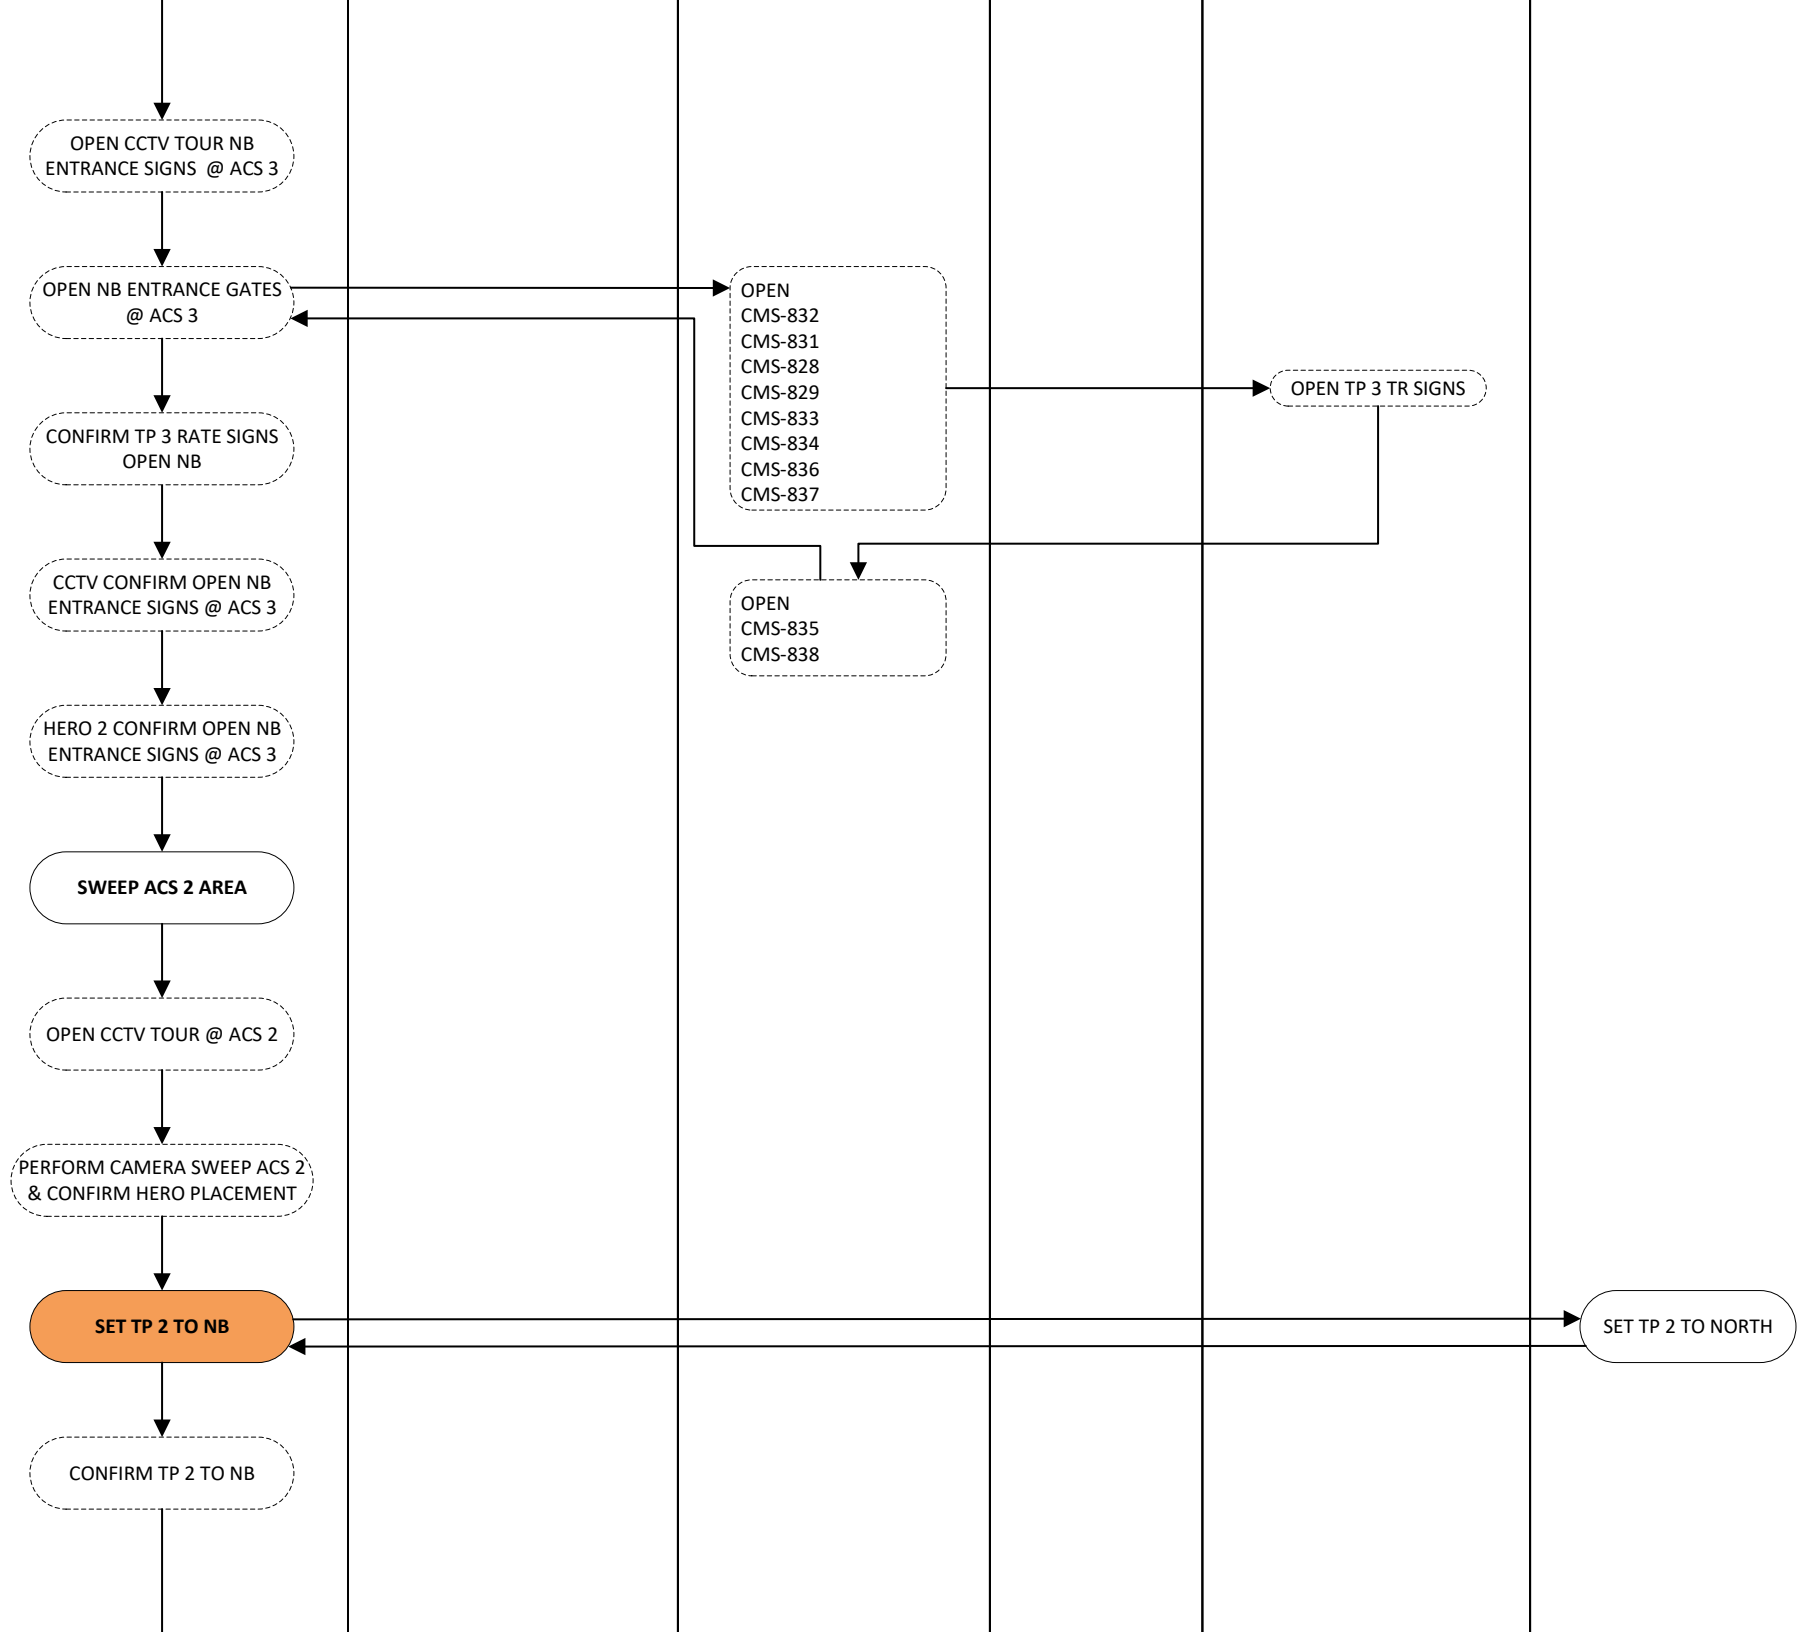 OPEN CCTV TOUR NB
ENTRANCE SIGNS @ ACS 3
OPEN NB ENTRANCE GATES
@ ACS 3
OPEN
CMS-832
CMS-831
CMS-828
CMS-829
CMS-833
CMS-834
CMS-836
CMS-837
OPEN TP 3 TR SIGNS
CONFIRM TP 3 RATE SIGNS
OPEN NB
CCTV CONFIRM OPEN NB
ENTRANCE SIGNS @ ACS 3
OPEN
CMS-835
CMS-838
HERO 2 CONFIRM OPEN NB
ENTRANCE SIGNS @ ACS 3
SWEEP ACS 2 AREA
OPEN CCTV TOUR @ ACS 2
PERFORM CAMERA SWEEP ACS 2
& CONFIRM HERO PLACEMENT
SET TP 2 TO NB
SET TP 2 TO NORTH
CONFIRM TP 2 TO NB